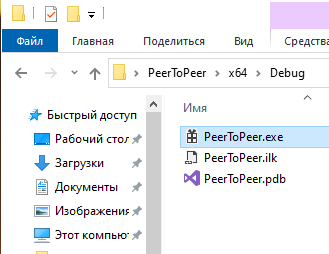 Файл
Главная
Поделиться
Вид
Средства
PeerToPeer > x64 > Debug
Быстрый доступ
Рабочий стол
Загрузки
Документы
Изображения
Этот компьют
Имя
PeerToPeer.exe
PeerToPeer.ilk
PeerToPeer.pdb